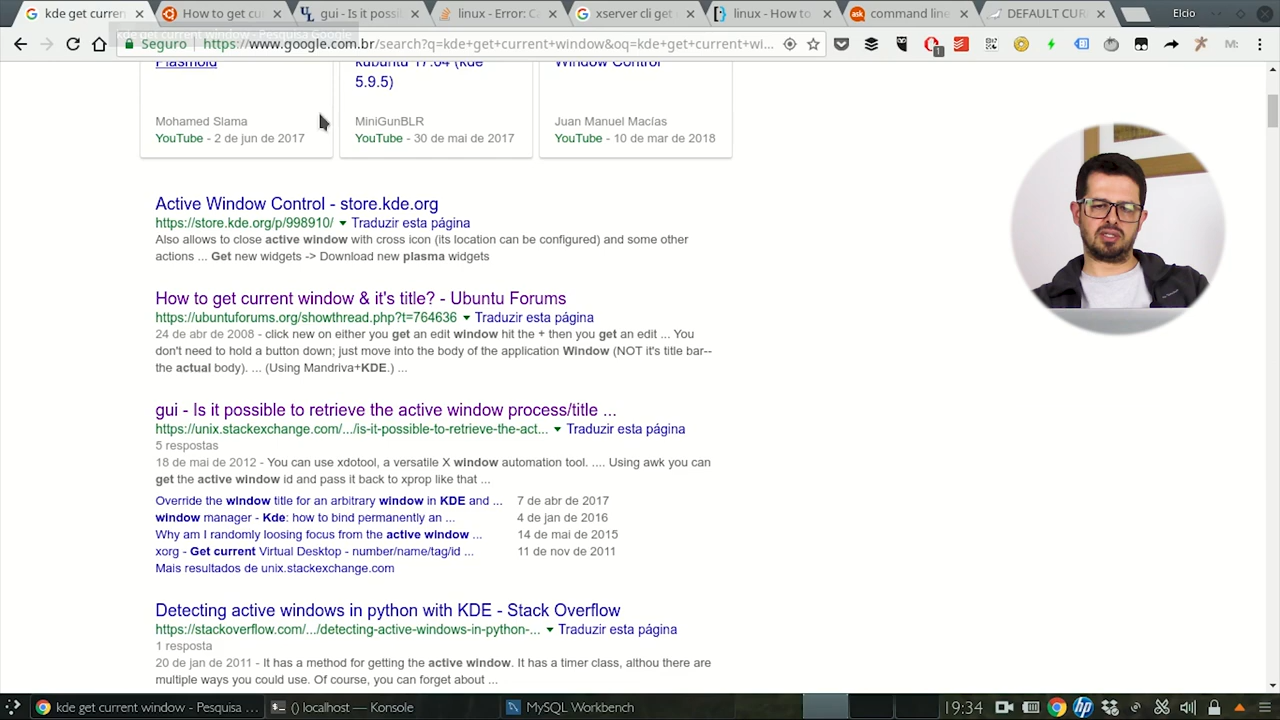 kde get curren
How to get cu
gui - Is it possi
linux - Error: Ca
xserver cli get
linux - How to
command line
DEFAULT CUR
Elcio
Seguro
https://www.google.com.br/search?q=kde+get+current+window&oq=kde+get+current+wi...
kde get current window - Pesquisa Google
Plasmoid
kubuntu 17.04 (kde
5.9.5)
Window Control
Mohamed Slama
YouTube - 2 de jun de 2017
MiniGunBLR
YouTube - 30 de mai de 2017
Juan Manuel Macías
YouTube - 10 de mar de 2018
Active Window Control - store.kde.org
https://store.kde.org/p/998910/ Traduzir esta página
Also allows to close active window with cross icon (its location can be configured) and some other
actions ... Get new widgets -> Download new plasma widgets
How to get current window & it's title? - Ubuntu Forums
https://ubuntuforums.org/showthread.php?t=764636 Traduzir esta página
24 de abr de 2008 - click new on either you get an edit window hit the + then you get an edit ... You
don't need to hold a button down; just move into the body of the application Window (NOT it's title bar--
the actual body). ... (Using Mandriva+KDE.) ...
gui - Is it possible to retrieve the active window process/title ...
https://unix.stackexchange.com/.../is-it-possible-to-retrieve-the-act... Traduzir esta página
5 respostas
18 de mai de 2012 - You can use xdotool, a versatile X window automation tool. .... Using awk you can
get the active window id and pass it back to xprop like that ...
Override the window title for an arbitrary window in KDE and ... 7 de abr de 2017
window manager - Kde: how to bind permanently an ... 4 de jan de 2016
Why am I randomly loosing focus from the active window ... 14 de mai de 2015
xorg - Get current Virtual Desktop - number/name/tag/id ... 11 de nov de 2011
Mais resultados de unix.stackexchange.com
Detecting active windows in python with KDE - Stack Overflow
https://stackoverflow.com/.../detecting-active-windows-in-python-... Traduzir esta página
1 resposta
20 de jan de 2011 - It has a method for getting the active window. It has a timer class, althou there are
multiple ways you could use. Of course, you can forget about ...
kde get current window - Pesquisa
() localhost — Konsole
MySQL Workbench
19:34